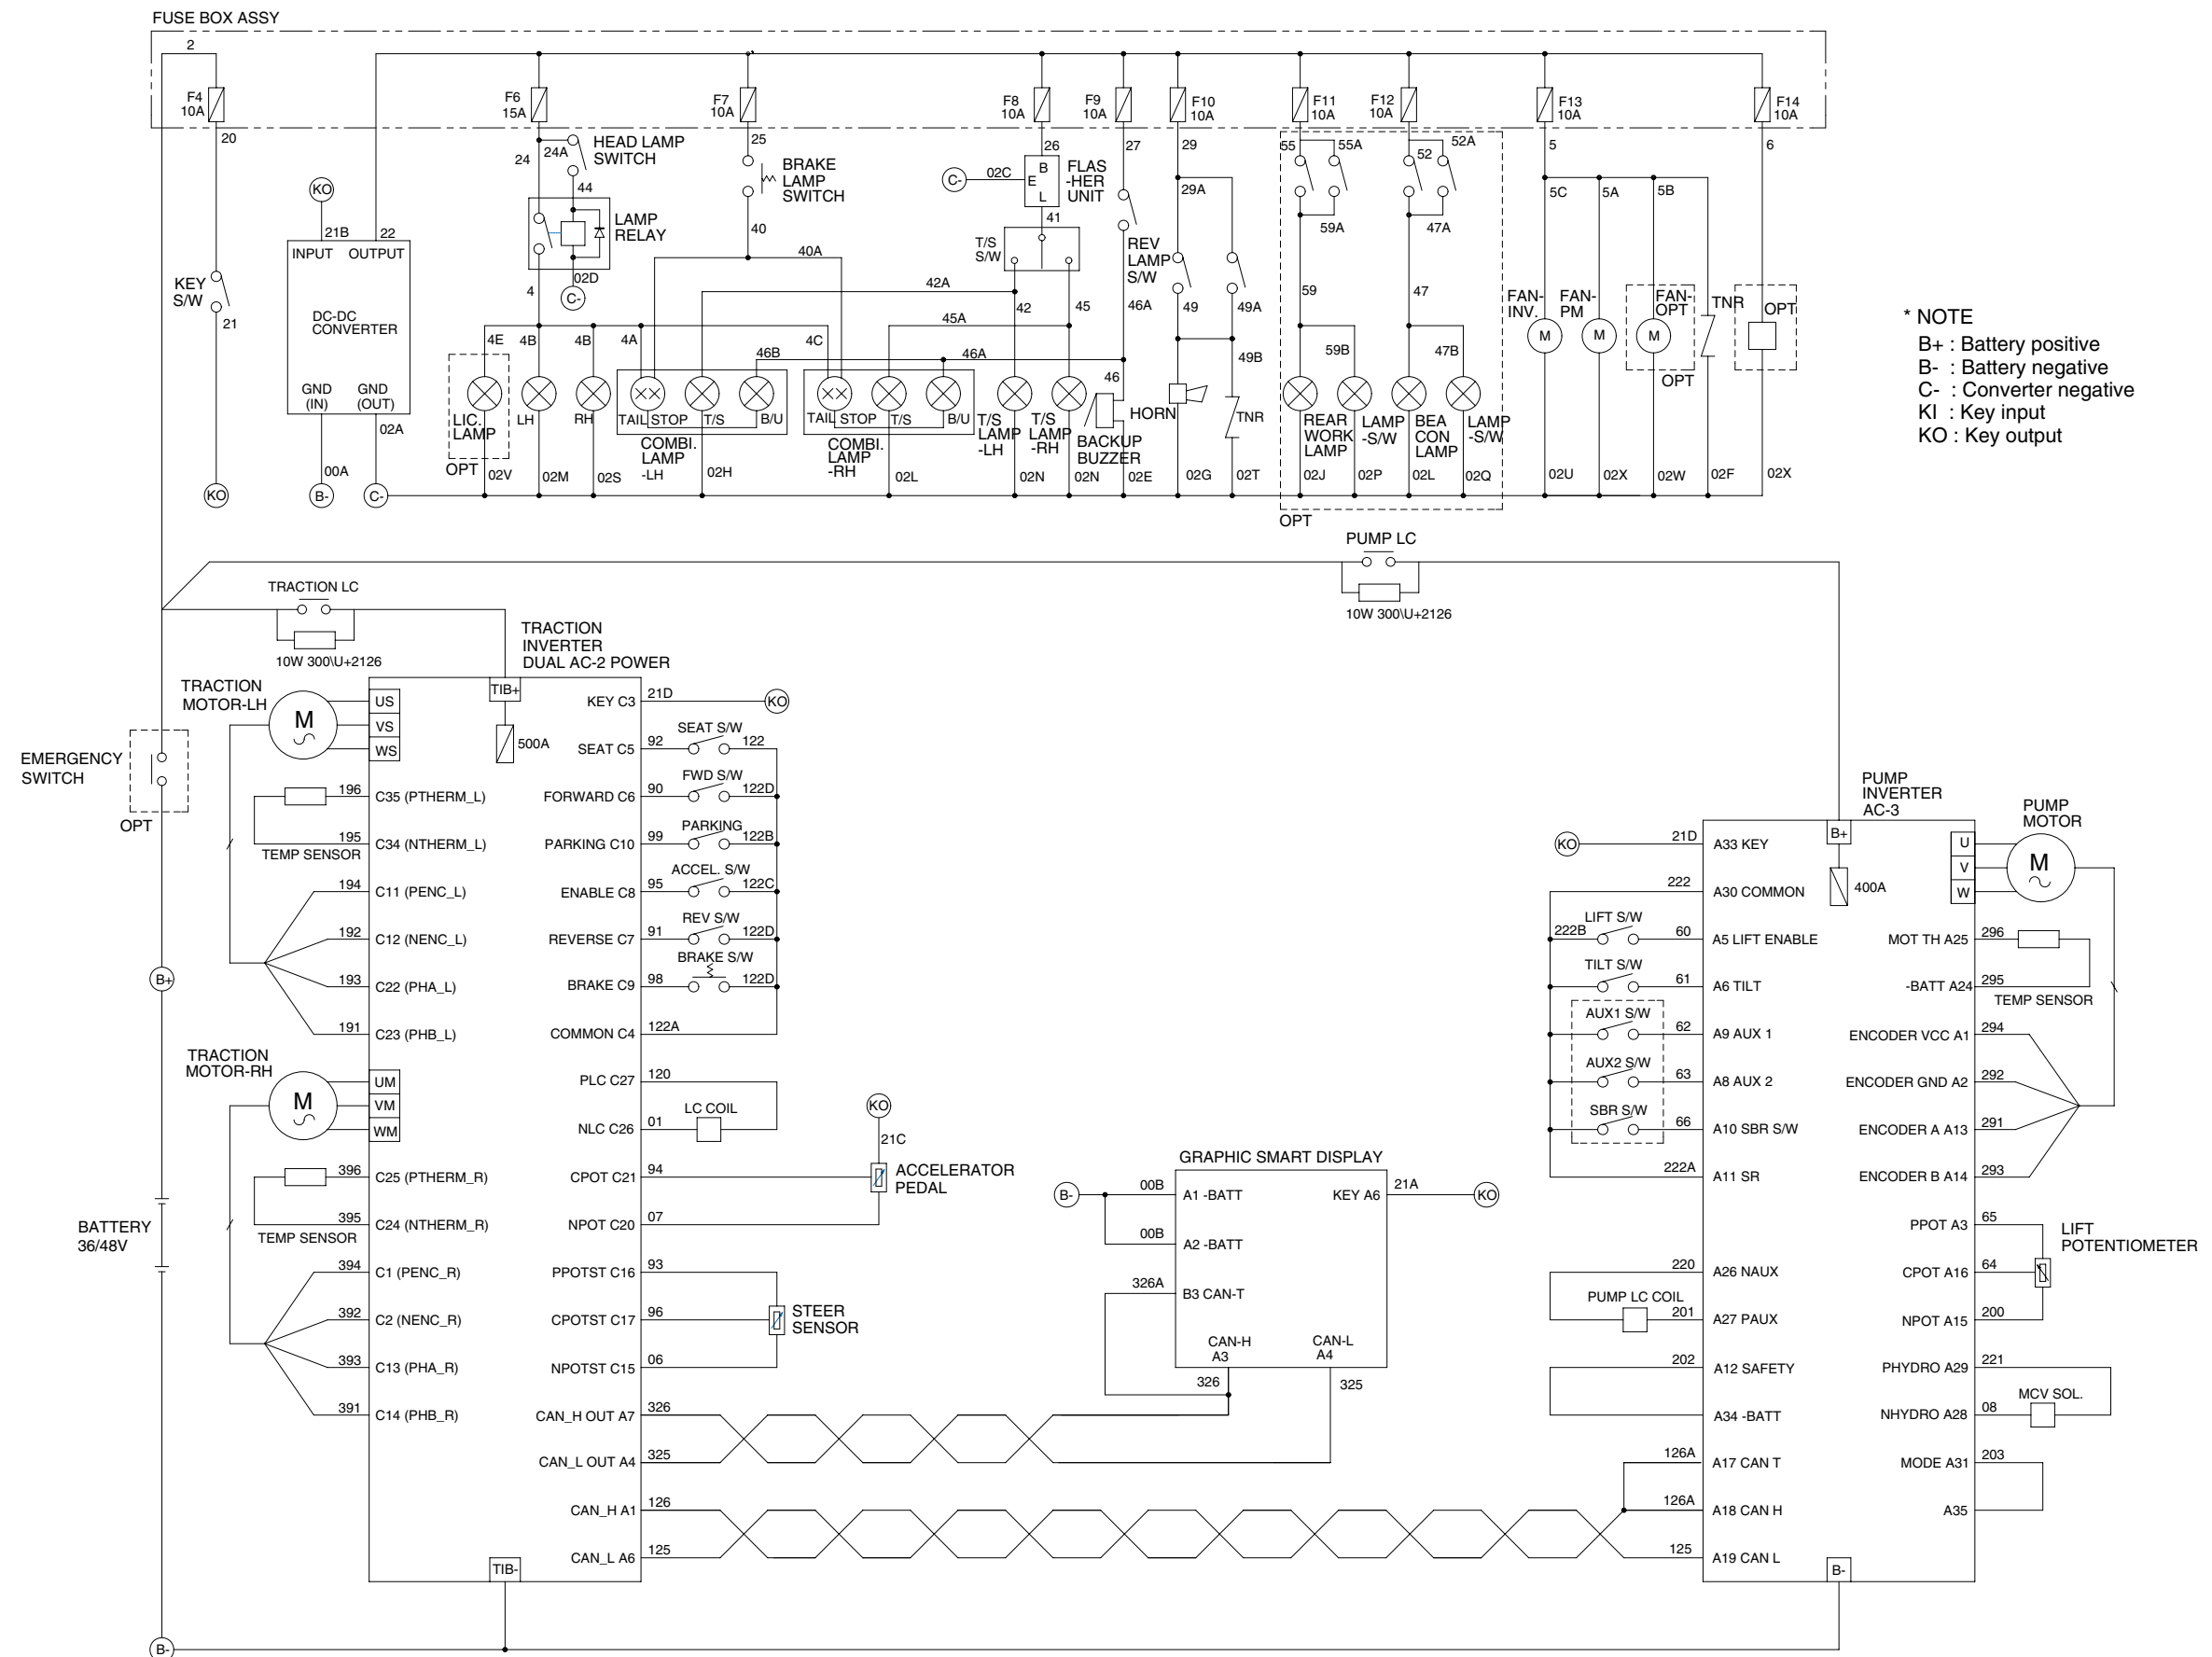 FUSE BOX ASSY
2
F4
10A
F6
15A
F7
10A
F8
10A
F9
10A
F10
10A
F11
10A
F12
10A
F13
10A
F14
10A
20
24
24A
HEAD LAMP
SWITCH
25
26
27
29
55
55A
52
52A
5
6
KO
BRAKE
LAMP
SWITCH
C-
02C
B
E
L
FLAS
-HER
UNIT
29A
5C
5A
5B
44
LAMP
RELAY
41
21B
22
INPUT
OUTPUT
40
40A
T/S
S/W
REV
LAMP
S/W
59A
47A
KEY
S/W
21
DC-DC
CONVERTER
GND
(IN)
GND
(OUT)
02A
00A
KO
B-
C-
02D
C-
4
42A
42
45
46A
49
49A
59
47
FAN-
INV.
FAN-
PM
FAN-
OPT
TNR
OPT
45A
4E
4B
4B
4A
4C
46B
46A
49B
59B
47B
M
M
M
OPT
46
TAIL
STOP
T/S
B/U
TAIL
STOP
T/S
B/U
LIC.
LAMP
LH
RH
COMBI.
LAMP
-LH
COMBI.
LAMP
-RH
T/S
LAMP
-LH
T/S
LAMP
-RH
BACKUP
BUZZER
HORN
TNR
REAR
WORK
LAMP
LAMP
-S/W
BEA
CON
LAMP
LAMP
-S/W
OPT
02V
02M
02S
02H
02L
02N
02N
02E
02G
02T
02J
02P
02L
02Q
02U
02X
02W
02F
02X
OPT
* NOTE
B+ : Battery positive
B- : Battery negative
C- : Converter negative
KI : Key input
KO : Key output
PUMP LC
10W 300\U+2126
TRACTION LC
10W 300\U+2126
TRACTION
INVERTER
DUAL AC-2 POWER
TRACTION
MOTOR-LH
M
US
VS
WS
TIB+
500A
EMERGENCY
SWITCH
OPT
B+
BATTERY
36/48V
B-
196 C35 (PTHERM_L)
195 C34 (NTHERM_L)
TEMP SENSOR
194 C11 (PENC_L)
192 C12 (NENC_L)
193 C22 (PHA_L)
191 C23 (PHB_L)
TRACTION
MOTOR-RH
M
UM
VM
WM
396 C25 (PTHERM_R)
395 C24 (NTHERM_R)
TEMP SENSOR
394 C1 (PENC_R)
392 C2 (NENC_R)
393 C13 (PHA_R)
391 C14 (PHB_R)
TIB-
KEY C3 21D KO
SEAT C5 92 SEAT S/W 122
FORWARD C6 90 FWD S/W 122D
PARKING C10 99 PARKING 122B
ENABLE C8 95 ACCEL. S/W 122C
REVERSE C7 91 REV S/W 122D
BRAKE C9 98 BRAKE S/W 122D
COMMON C4 122A
PLC C27 120
LC COIL
NLC C26 01
KO
21C
CPOT C21 94
ACCELERATOR
PEDAL
NPOT C20 07
PPOTST C16 93
CPOTST C17 96
STEER
SENSOR
NPOTST C15 06
CAN_H OUT A7 326
CAN_L OUT A4 325
CAN_H A1 126
CAN_L A6 125
GRAPHIC SMART DISPLAY
B- 00B A1 -BATT
KEY A6 21A KO
00B A2 -BATT
326A B3 CAN-T
CAN-H
A3
CAN-L
A4
326
325
PUMP
INVERTER
AC-3
PUMP
MOTOR
M
B+
400A
U
V
W
KO 21D A33 KEY
222 A30 COMMON
LIFT S/W
222B 60 A5 LIFT ENABLE
TILT S/W
61 A6 TILT
AUX1 S/W
62 A9 AUX 1
AUX2 S/W
63 A8 AUX 2
SBR S/W
66 A10 SBR S/W
222A A11 SR
220 A26 NAUX
PUMP LC COIL
201 A27 PAUX
202 A12 SAFETY
A34 -BATT
126A A17 CAN T
126A A18 CAN H
125 A19 CAN L
MOT TH A25 296
-BATT A24 295
TEMP SENSOR
ENCODER VCC A1 294
ENCODER GND A2 292
ENCODER A A13 291
ENCODER B A14 293
PPOT A3 65
LIFT
POTENTIOMETER
CPOT A16 64
NPOT A15 200
PHYDRO A29 221
MCV SOL.
NHYDRO A28 08
MODE A31 203
A35
B-